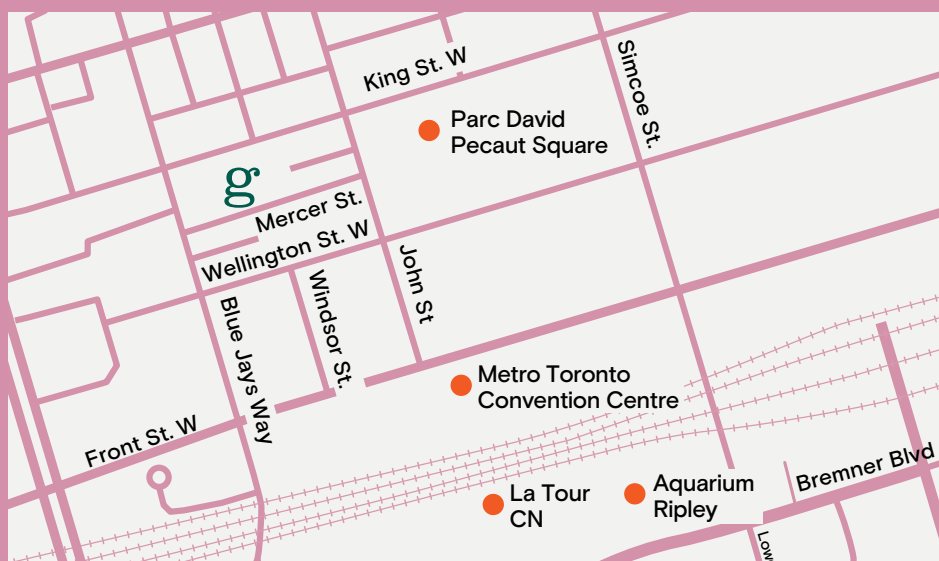 King St. W
Simcoe St.
Parc David
Pecaut Square
g
Mercer St.
Wellington St. W
John St
Windsor St.
Blue Jays Way
Metro Toronto
Convention Centre
Front St. W
Bremner Blvd
Aquarium
Ripley
La Tour
CN
Low